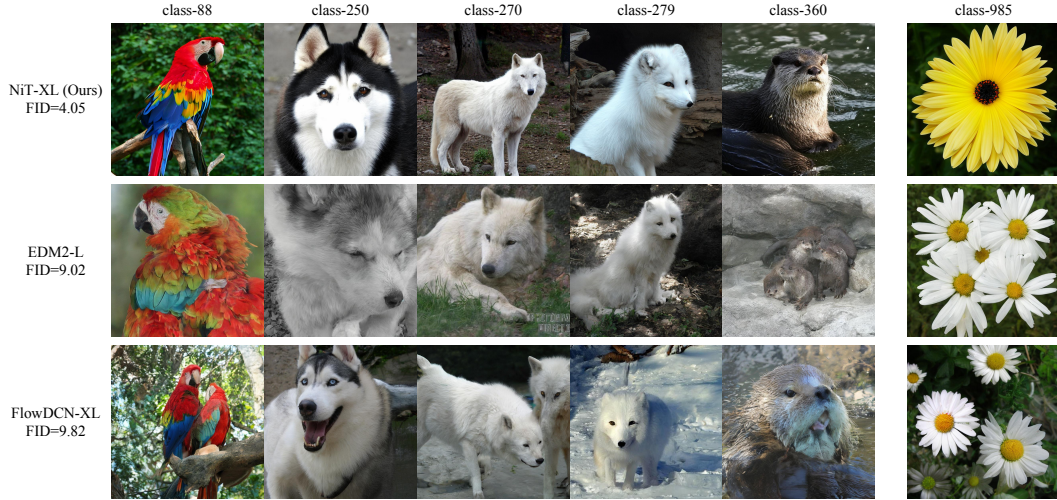 class-88 class-250 class-270 class-279 class-360 class-985
NiT-XL (Ours)
FID=4.05
EDM2-L
FID=9.02
FlowDCN-XL
FID=9.82